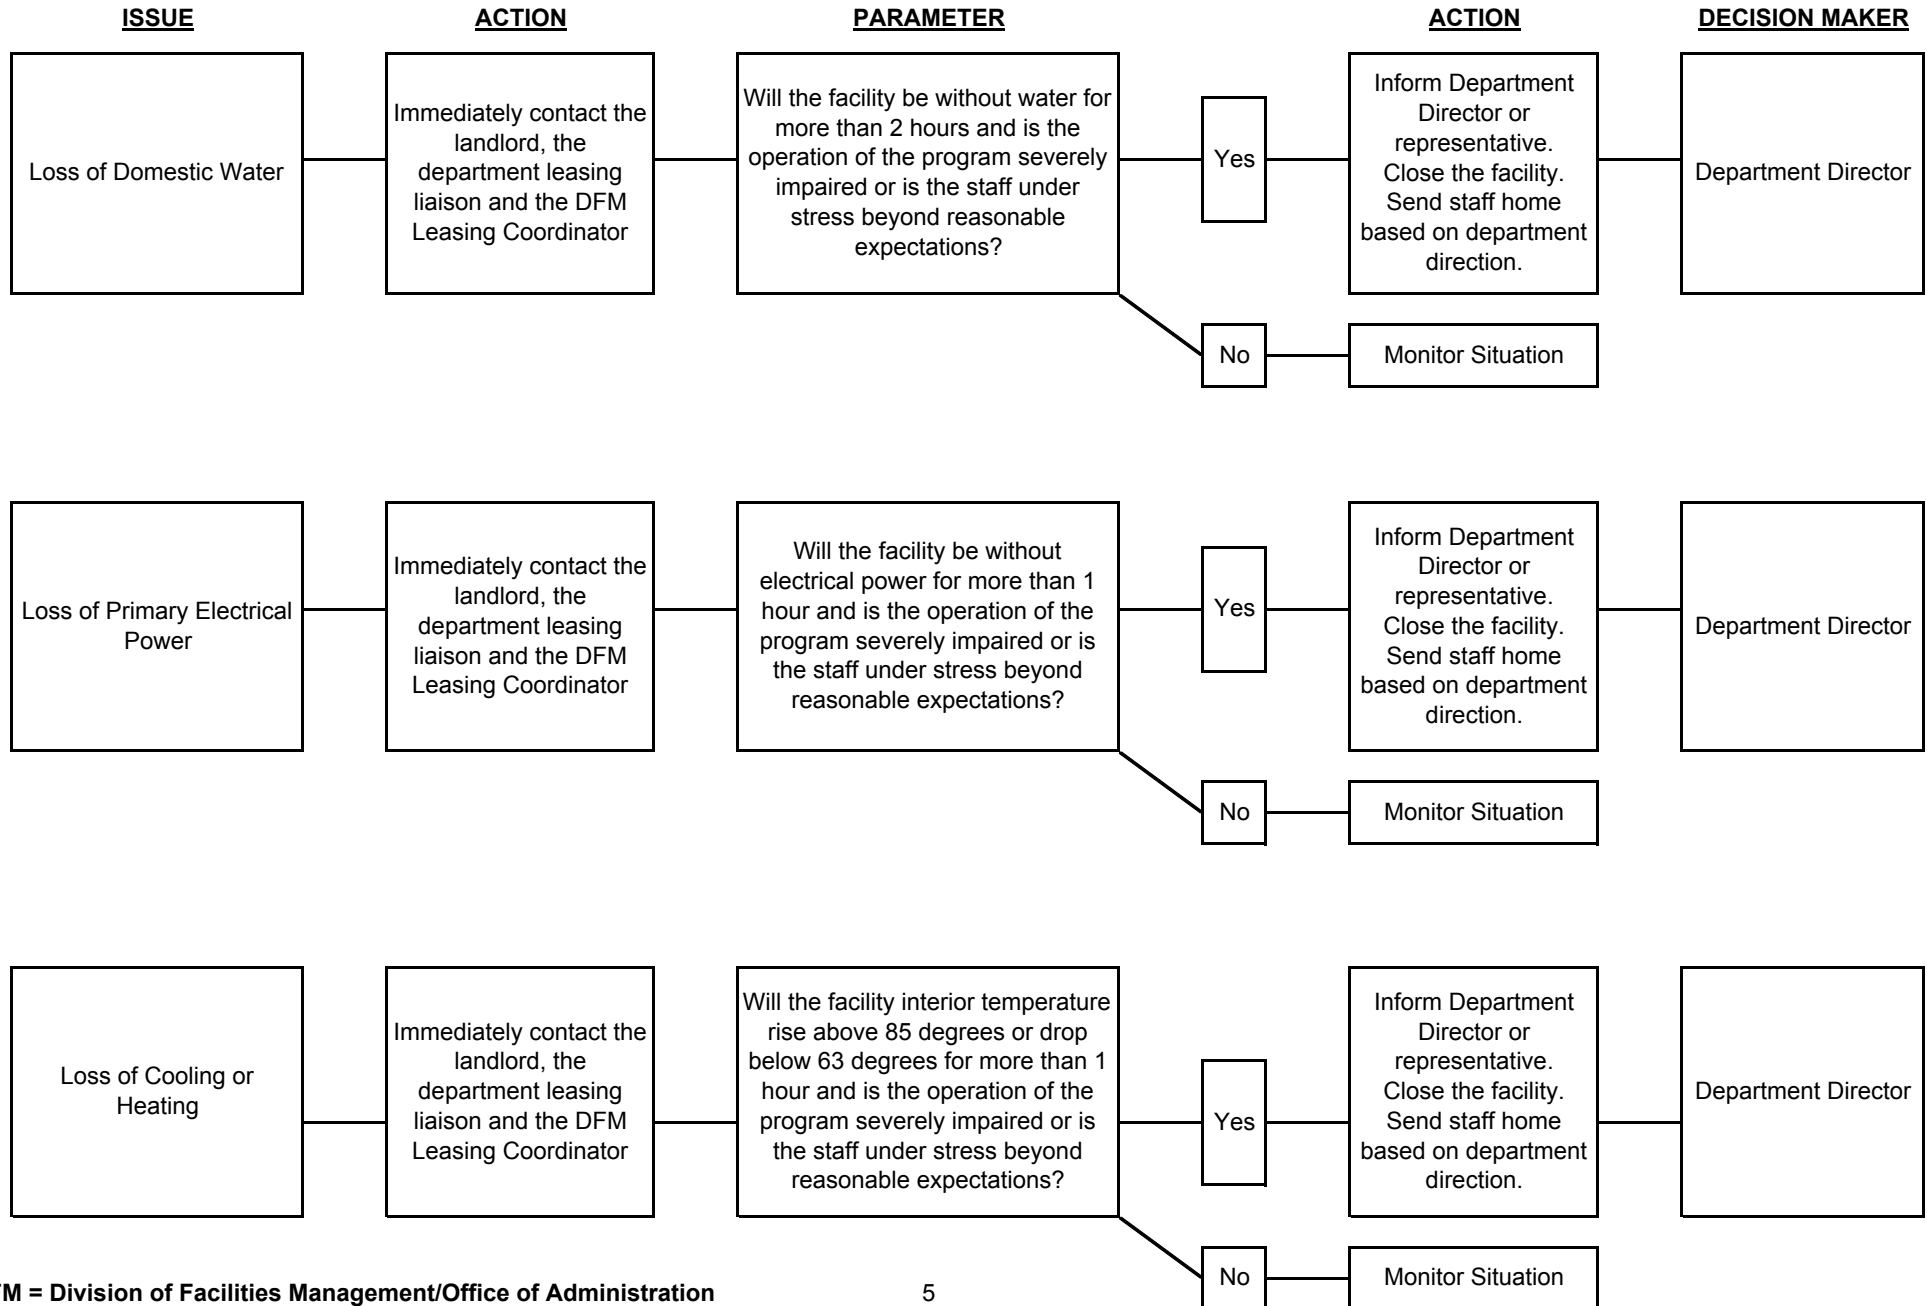 ISSUE
ACTION
PARAMETER
ACTION
DECISION MAKER
Loss of Domestic Water
Immediately contact the
landlord, the
department leasing
liaison and the DFM
Leasing Coordinator
Will the facility be without water for
more than 2 hours and is the
operation of the program severely
impaired or is the staff under
stress beyond reasonable
expectations?
Yes
Inform Department
Director or
representative.
Close the facility.
Send staff home
based on department
direction.
Department Director
No
Monitor Situation
Loss of Primary Electrical
Power
Immediately contact the
landlord, the
department leasing
liaison and the DFM
Leasing Coordinator
Will the facility be without
electrical power for more than 1
hour and is the operation of the
program severely impaired or is
the staff under stress beyond
reasonable expectations?
Yes
Inform Department
Director or
representative.
Close the facility.
Send staff home
based on department
direction.
Department Director
No
Monitor Situation
Loss of Cooling or
Heating
Immediately contact the
landlord, the
department leasing
liaison and the DFM
Leasing Coordinator
Will the facility interior temperature
rise above 85 degrees or drop
below 63 degrees for more than 1
hour and is the operation of the
program severely impaired or is
the staff under stress beyond
reasonable expectations?
Yes
Inform Department
Director or
representative.
Close the facility.
Send staff home
based on department
direction.
Department Director
No
Monitor Situation
FM = Division of Facilities Management/Office of Administration
5